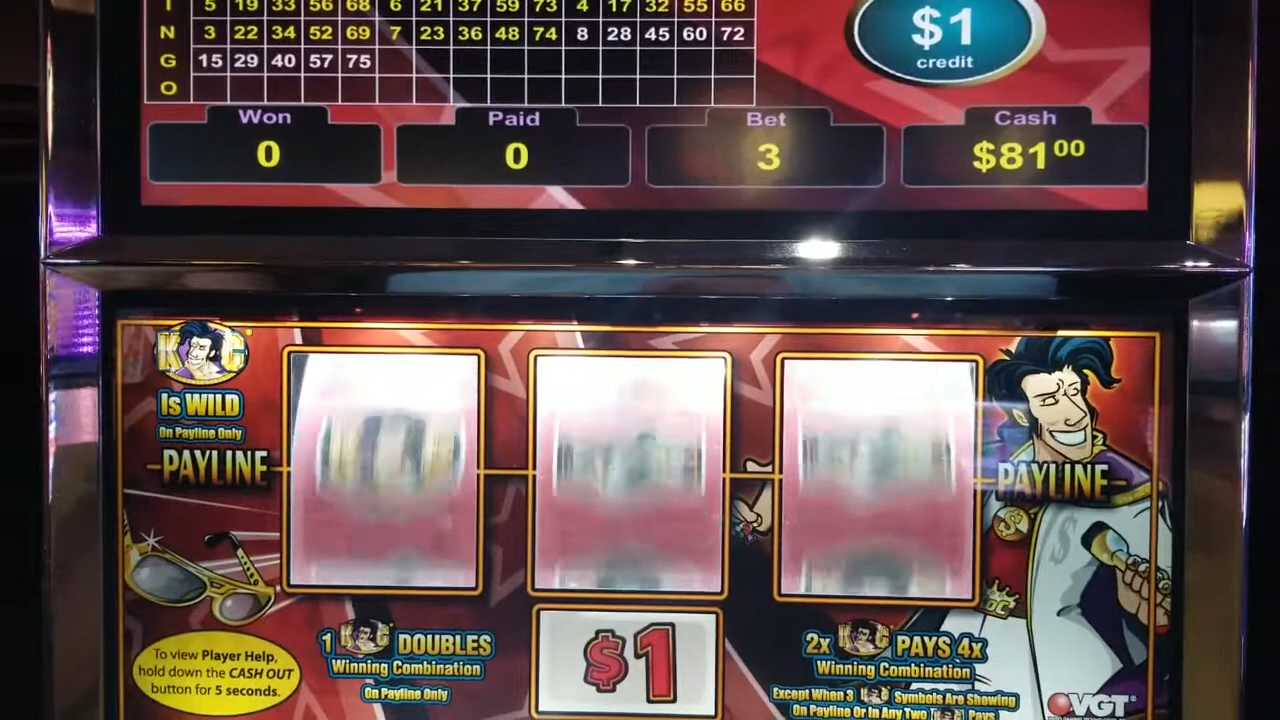 I 5 19 33 56 68 6 21 37 59 73 4 17 32 55 66
N 3 22 34 52 69 7 23 36 48 74 8 28 45 60 72
G 15 29 40 57 75
O
$1
credit
Won Paid Bet Cash
0 0 3 $81⁰⁰
KOC
Is WILD
On Payline Only
PAYLINE PAYLINE
To view Player Help,
hold down the CASH OUT
button for 5 seconds.
1 DOUBLES
Winning Combination
On Payline Only
$1
2x PAYS 4x
Winning Combination
Except When 3 Symbols Are Showing
On Payline Or In Any Two Pays
VGT